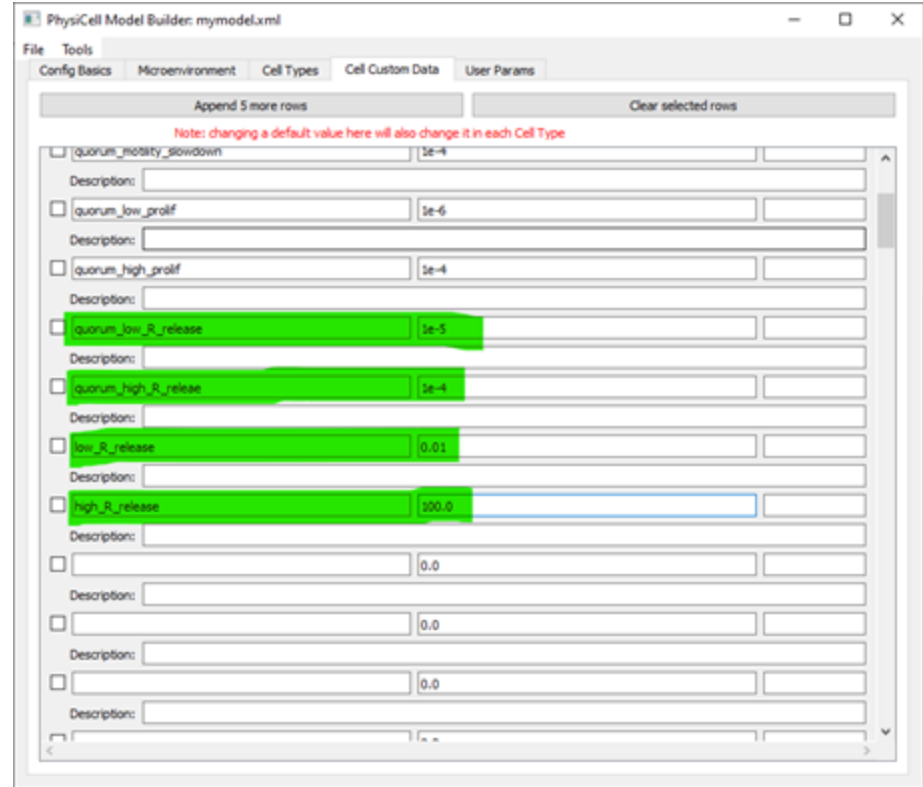 PhysiCell Model Builder: mymodel.xml
File Tools
Config Basics Microenvironment Cell Types Cell Custom Data User Params
Append 5 more rows Clear selected rows
Note: changing a default value here will also change it in each Cell Type
quorum_motility_slowdown 1e-4
Description:
quorum_low_prolif 1e-6
Description:
quorum_high_prolif 1e-4
Description:
quorum_low_R_release 1e-5
Description:
quorum_high_R_releae 1e-4
Description:
low_R_release 0.01
Description:
high_R_release 100.0
Description:
0.0
Description:
0.0
Description:
0.0
Description: